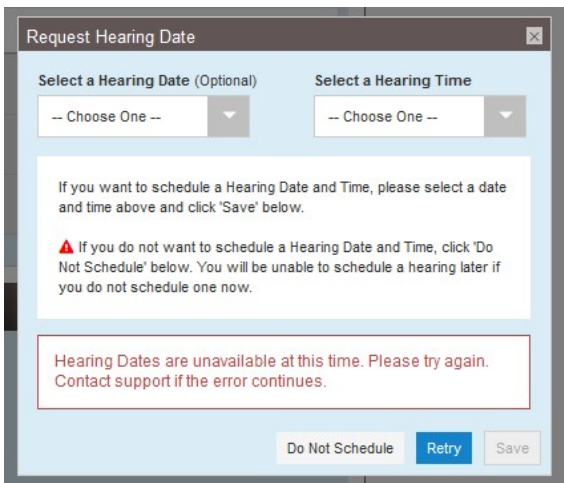 Request Hearing Date
Select a Hearing Date (Optional)
Select a Hearing Time
-- Choose One --
-- Choose One --
If you want to schedule a Hearing Date and Time, please select a date
and time above and click 'Save' below.
If you do not want to schedule a Hearing Date and Time, click 'Do
Not Schedule' below. You will be unable to schedule a hearing later if
you do not schedule one now.
Hearing Dates are unavailable at this time. Please try again.
Contact support if the error continues.
Do Not Schedule
Retry
Save